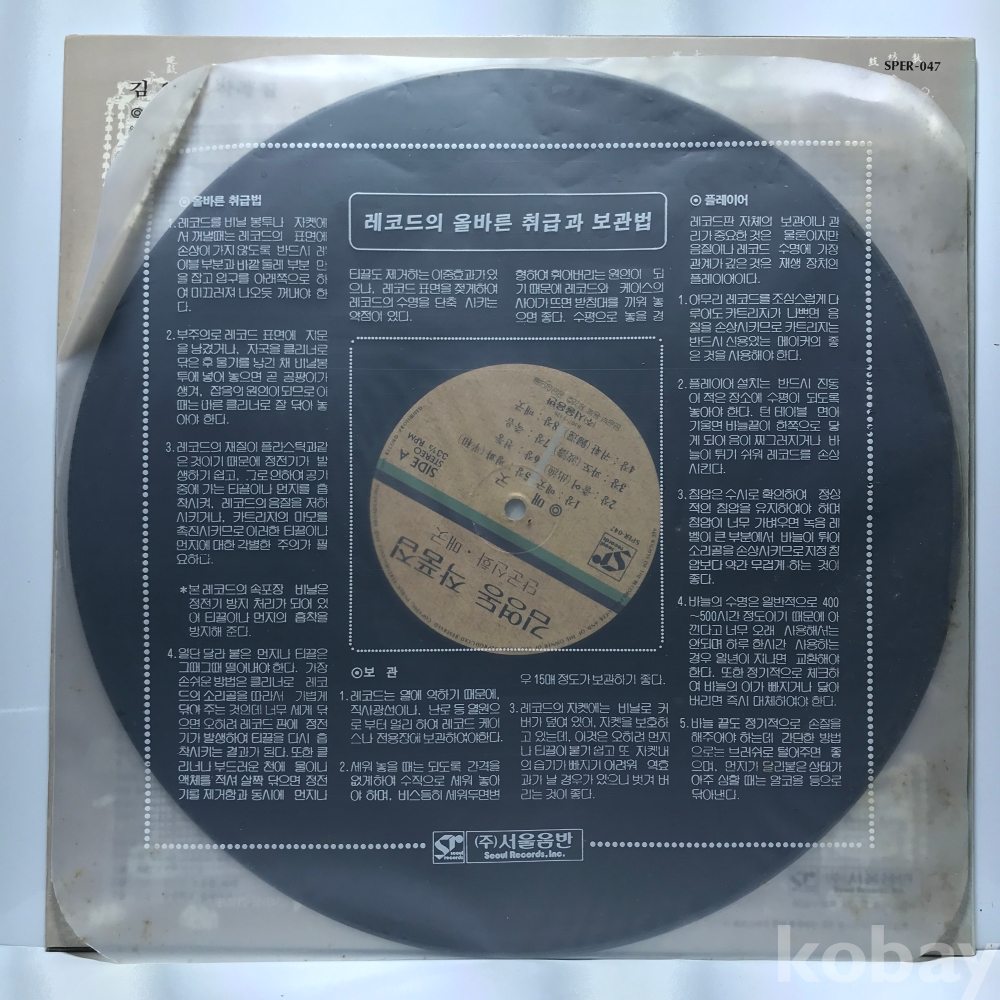 SPER-047
김
레코드의 올바른 취급과 보관법
⊙올바른 취급법
1.레코드를 비닐 봉투나 자켓에
서 꺼낼때는 레코드의 표면에
손상이 가지 않도록 반드시 레
이블 부분과 바깥 둘레 부분 만
을 잡고 입구를 아래쪽으로 하
여 미끄러져 나오듯 꺼내야 한
다.
2.부주의로 레코드 표면에 지문
을 남겼거나, 자국을 클리너로
닦은 후 물기를 남긴 채 비닐봉
투에 넣어 놓으면 곧 곰팡이가
생겨, 잡음의 원인이 되므로 이
때는 마른 클리너로 잘 닦아 놓
아야 한다.
3.레코드의 재질이 플라스틱과같
은 것이기 때문에 정전기가 발
생하기 쉽고, 그로 인하여 공기
중에 가는 티끌이나 먼지를 흡
착시켜, 레코드의 음질을 저하
시키거나, 카트리지의 마모를
촉진시키므로 이러한 티끌이나
먼지에 대한 각별한 주의가 필
요하다.
*본 레코드의 속포장 비닐은
정전기 방지 처리가 되어 있
어 티끌이나 먼지의 흡착을
방지해 준다.
4.일단 달라 붙은 먼지나 티끌은
그때그때 떨어내야 한다. 가장
손쉬운 방법은 클리너로 레코
드의 소리골을 따라서 가볍게
닦아 주는 것인데 너무 세게 닦
으면 오히려 레코드 판에 정전
기가 발생하여 티끌을 다시 흡
착시키는 결과가 된다. 또한 클
리너나 부드러운 천에 물이나
액체를 적셔 살짝 닦으면, 정전
기를 제거함과 동시에 먼지나
티끌도 제거하는 이중효과가 있
으나, 레코드 표면을 젖게하여
레코드의 수명을 단축 시키는
약점이 있다.
⊙보 관
1.레코드는 열에 약하기 때문에,
직사광선이나, 난로 등 열원으
로 부터 멀리 하여 레코드 케이
스나 전용장에 보관하여야한다.
2.세워 놓을 때는 되도록 간격을
없게하여 수직으로 세워 놓아
야 하며, 비스듬히 세워두면변
형하여 휘어버리는 원인이 되
기 때문에 레코드와 케이스의
사이가 뜨면 받침대를 끼워 놓
으면 좋다. 수평으로 놓을 경
우 15매 정도가 보관하기 좋다.
3.레코드의 자켓에는 비닐로 커
버가 덮여 있어, 자켓을 보호하
고 있는데, 이것은 오히려 먼지
나 티끌이 붙기 쉽고 또 자켓내
의 습기가 빠지기 어려워 역효
과가 날 경우가 있으니 벗겨 버
리는 것이 좋다.
⊙플레이어
레코드판 자체의 보관이나 관
리가 중요한 것은 물론이지만
음질이나 레코드 수명에 가장
관계가 깊은 것은 재생 장치인
플레이어이다.
1.아무리 레코드를 조심스럽게 다
루어도 카트리지가 나쁘면 음
질을 손상시키므로 카트리지는
반드시 신용있는 메이커의 좋
은 것을 사용해야 한다.
2.플레이어 설치는 반드시 진동
이 적은 장소에 수평이 되도록
놓아야 한다. 턴 테이블 면이
기울면 바늘끝이 한쪽으로 닿
게 되어 음이 찌그러지거나 바
늘이 튀기 쉬워 레코드를 손상
시킨다.
3.침압은 수시로 확인하여 정상
적인 침압을 유지하여야 하며
침압이 너무 가벼우면 녹음 레
벨이 큰 부분에서 바늘이 튀어
소리골을 손상시키므로 지정 침
압보다 약간 무겁게 하는 것이
좋다.
4.바늘의 수명은 일반적으로 400
~500시간 정도이기 때문에 아
낀다고 너무 오래 사용해서는
안되며 하루 한시간 사용하는
경우 일년이 지나면 교환해야
한다. 또한 정기적으로 체크하
여 바늘의 이가 빠지거나 닳아
버리면 즉시 대체하여야 한다.
5.바늘 끝도 정기적으로 손질을
해주어야 하는데 간단한 방법
으로는 브러쉬로 털어주면 좋
으며, 먼지가 달라붙은 상태가
아주 심할 때는 알코올 등으로
닦아낸다.
김영동 작품집
단군신화·매굿
SPER-047
SIDE A
STEREO
33⅓ RPM
◎매 굿
(주)서울음반
sr seoul records
(주)서울음반
Seoul Records, Inc.
kobay